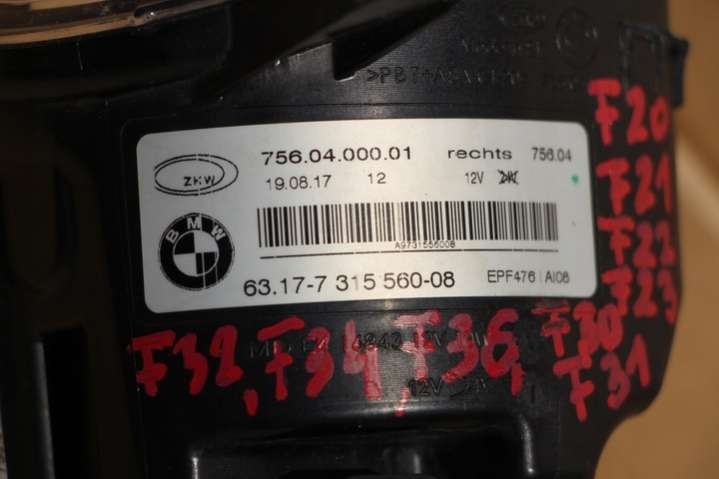 >PBT+ASA
756.04.000.01 rechts 756.04
ZKW 19.08.17 12 12V
BMW
A9731556008
63.17-7 315 560-08 EPF476 AI08
F20
F21
F22
F23
F32, F34, F36, F30
F31
12V